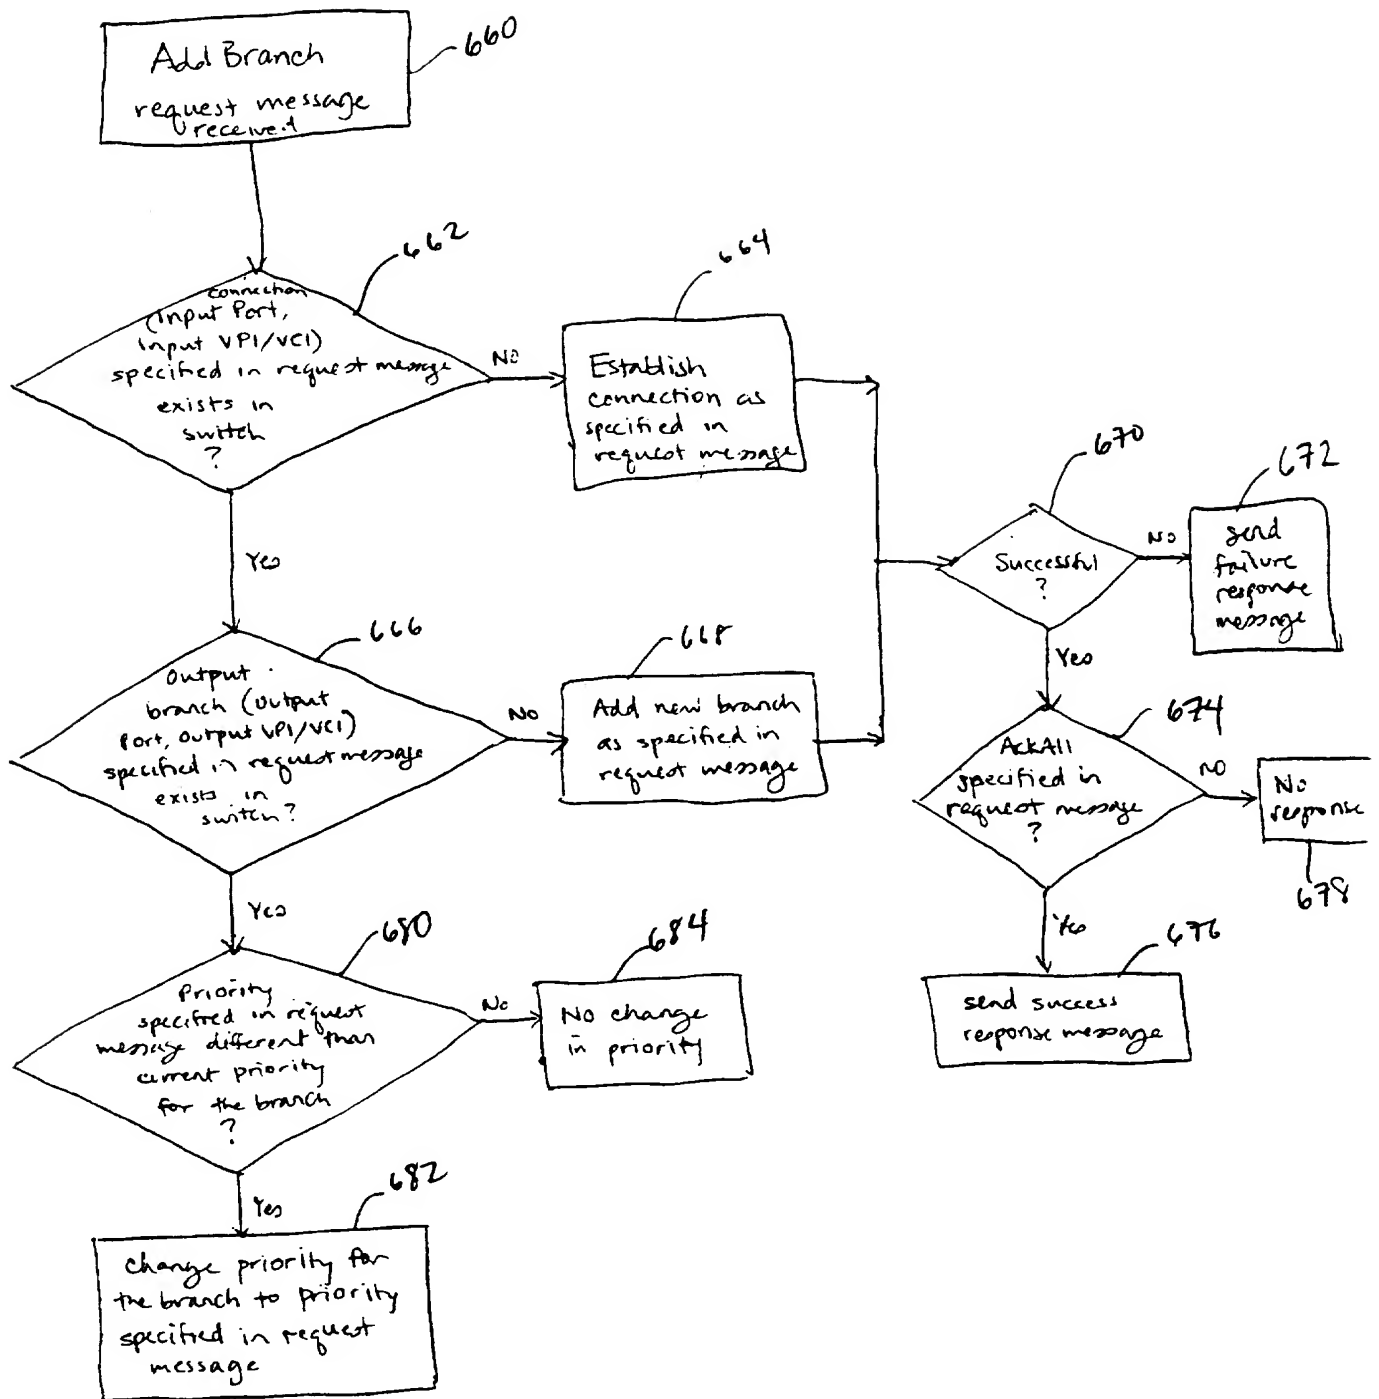 Add Branch
request message
received
660
connection
(Input Port,
Input VPI/VCI)
specified in request message
exists in
switch
?
662
No
Yes
Establish
connection as
specified in
request message
664
Output
branch (Output
Port, Output VPI/VCI)
specified in request message
exists in
switch?
666
No
Yes
Add new branch
as specified in
request message
668
Successful
?
670
No
Yes
send
failure
response
message
672
AckAll
specified in
request message
?
674
NO
Yes
No
response
678
send success
response message
676
Priority
specified in request
message different than
current priority
for the branch
?
680
No
Yes
No change
in priority
684
change priority for
the branch to priority
specified in request
message
682